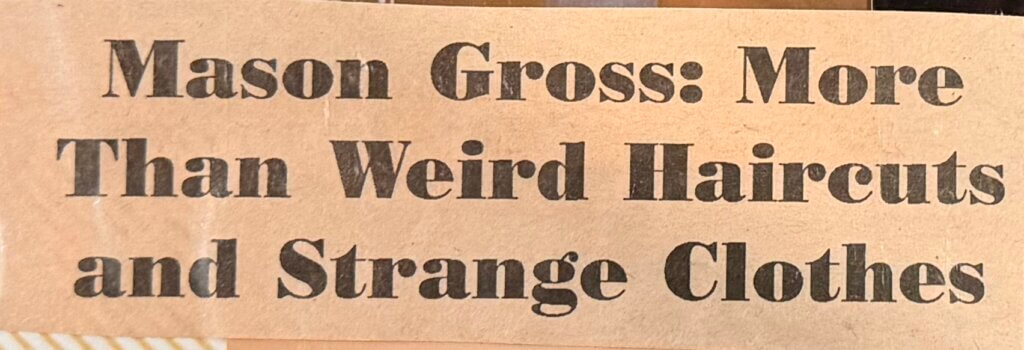 Mason Gross: More
Than Weird Haircuts
and Strange Clothes